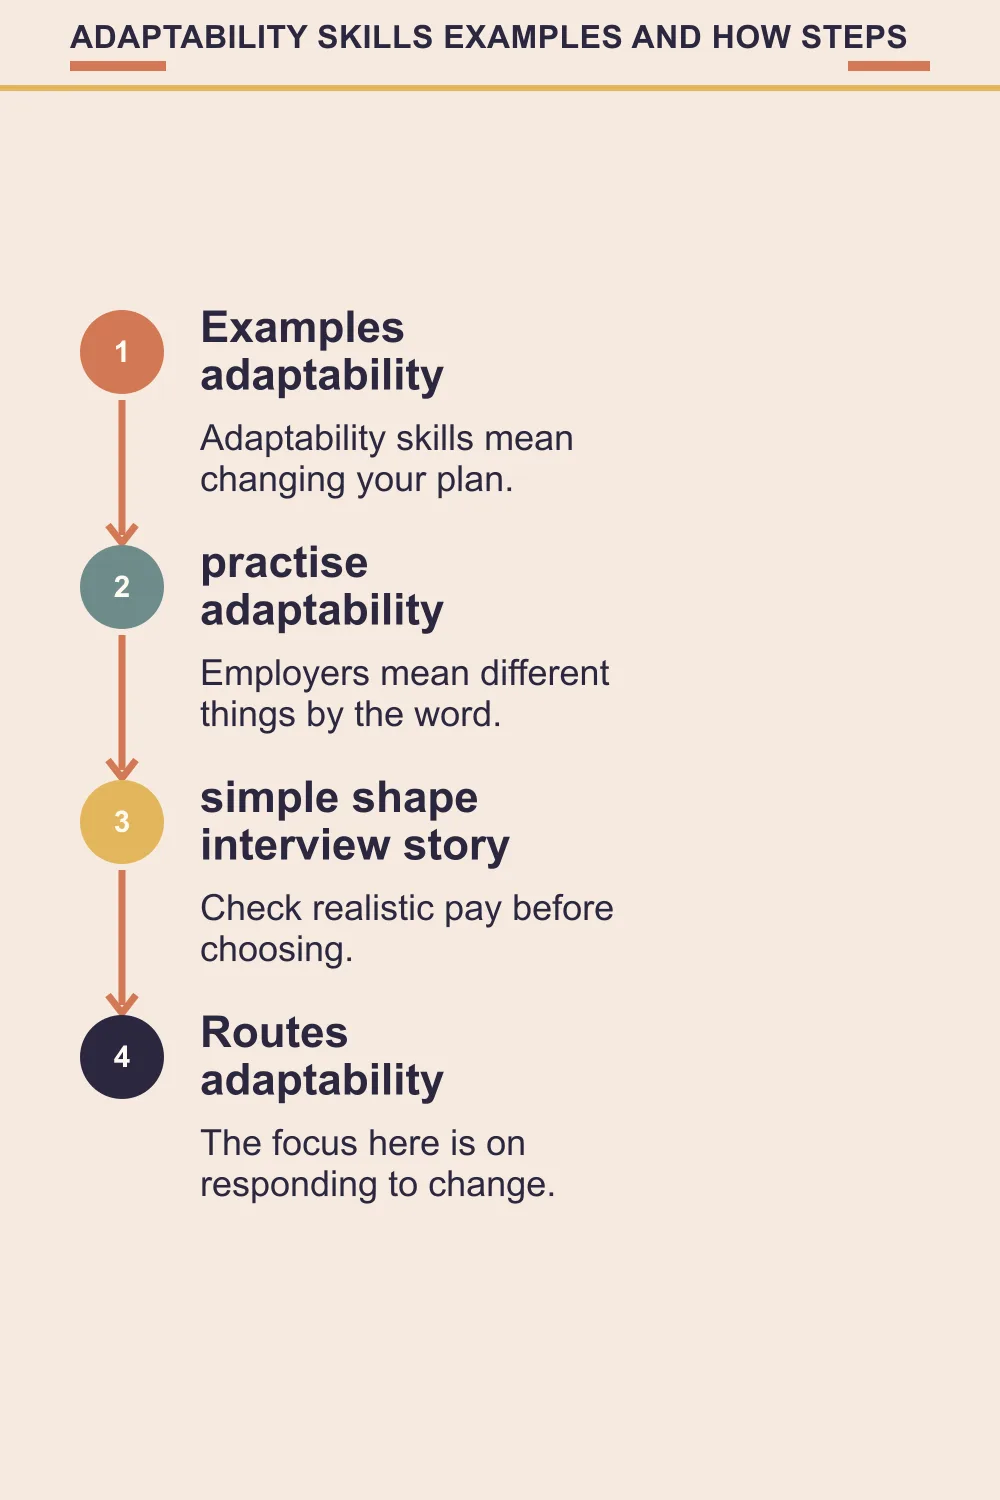 ADAPTABILITY SKILLS EXAMPLES AND HOW STEPS
1
Examples
adaptability
Adaptability skills mean
changing your plan.
2
practise
adaptability
Employers mean different
things by the word.
3
simple shape
interview story
Check realistic pay before
choosing.
4
Routes
adaptability
The focus here is on
responding to change.